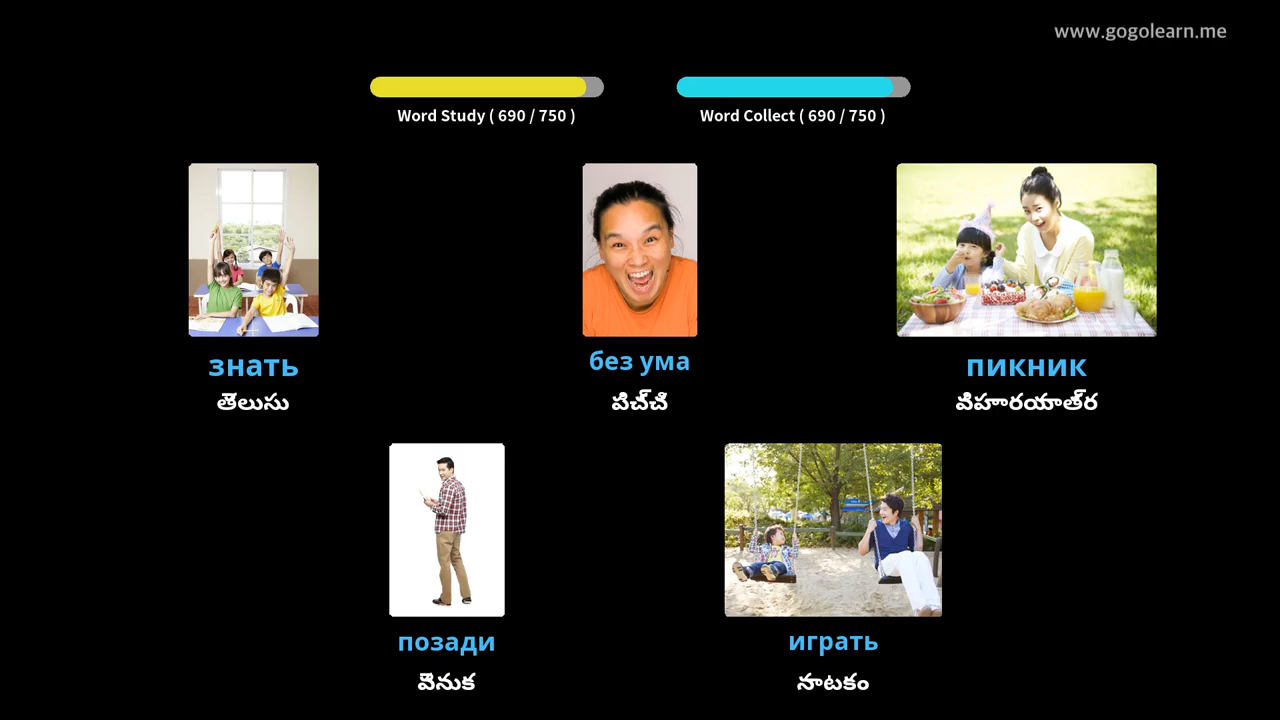 www.gogolearn.me
Word Study ( 690 / 750 )
Word Collect ( 690 / 750 )
знать
తెలుసు
без ума
పిచ్చి
пикник
విహారయాత్ర
позади
వెనుక
играть
నాటకం